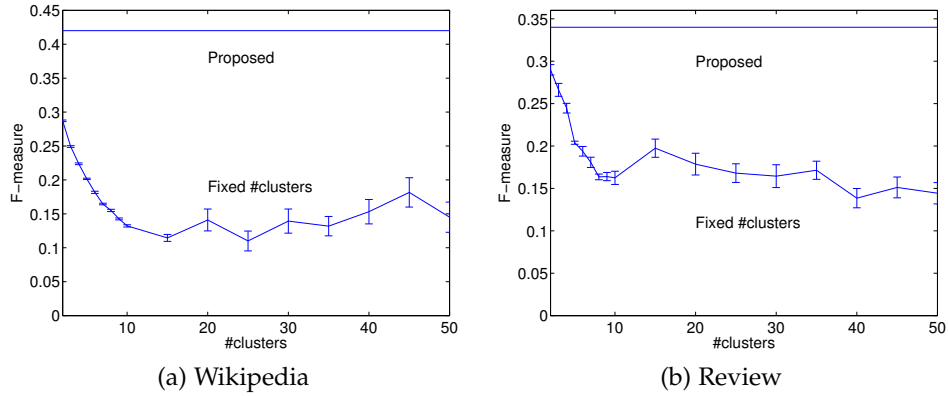 0.45
0.4
0.35
0.3
0.25
0.2
0.15
0.1
0.05
0
F−measure
Proposed
Fixed #clusters
10 20 30 40 50
#clusters
(a) Wikipedia
0.35
0.3
0.25
0.2
0.15
0.1
0.05
0
F−measure
Proposed
Fixed #clusters
10 20 30 40 50
#clusters
(b) Review